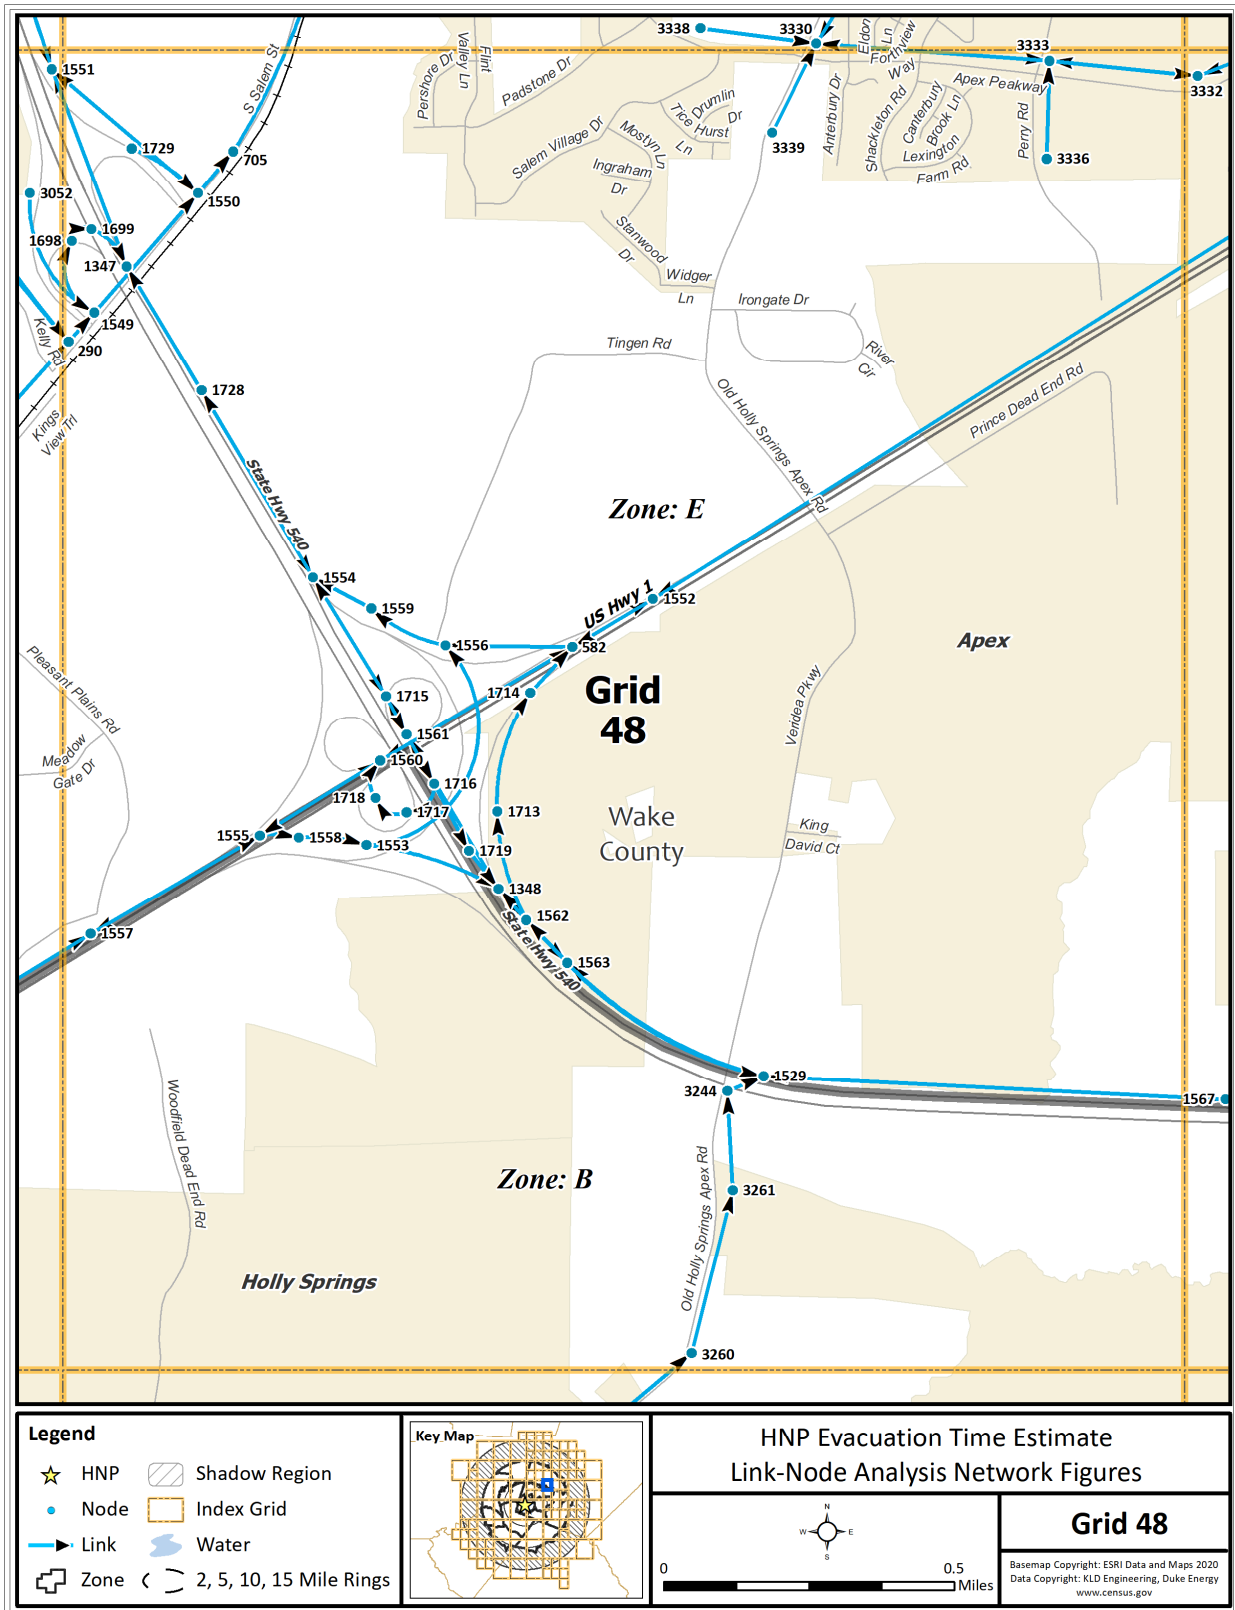 3338
3330
Eldon
Ln
Forthview
Way
3333
3332
Apex Peakway
1551
S Salem St
Pershore Dr
Valley Ln
Flint
Padstone Dr
Drumlin
Dr
Tice Hurst
Ln
Anterbury Dr
Shackleton Rd
Canterbury
Brook Ln
Lexington
Farm Rd
Perry Rd
3339
3336
1729
705
Salem Village Dr
Mostyn Ln
Ingraham
Dr
3052
1550
1699
1698
Stanwood
Dr
1347
Widger
Ln
Irongate Dr
1549
Kelly Rd
290
Tingen Rd
River
Cir
1728
Kings
View Trl
Old Holly Springs Apex Rd
Prince Dead End Rd
State Hwy 540
Zone: E
1554
1559
US Hwy 1
1552
1556
582
Apex
Pleasant Plains Rd
1715
1714
Grid
48
Veridea Pkwy
1561
Meadow
Gate Dr
1560
1716
1718
1717
1713
Wake
County
King
David Ct
1555
1558
1553
1719
1348
1562
State Hwy 540
1557
1563
1529
3244
1567
Woodfield Dead End Rd
Old Holly Springs Apex Rd
Zone: B
3261
Holly Springs
3260
Legend
HNP
Shadow Region
Node
Index Grid
Link
Water
Zone
2, 5, 10, 15 Mile Rings
Key Map
HNP Evacuation Time Estimate
Link-Node Analysis Network Figures
N
W
E
S
0
0.5
Miles
Grid 48
Basemap Copyright: ESRI Data and Maps 2020
Data Copyright: KLD Engineering, Duke Energy
www.census.gov